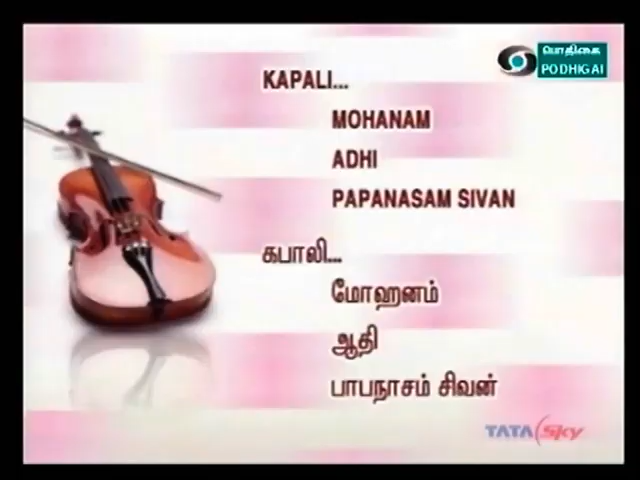 பொதிகை
PODHIGAI
KAPALI...
MOHANAM
ADHI
PAPANASAM SIVAN
கபாலி...
மோஹனம்
ஆதி
பாபநாசம் சிவன்
TATA Sky